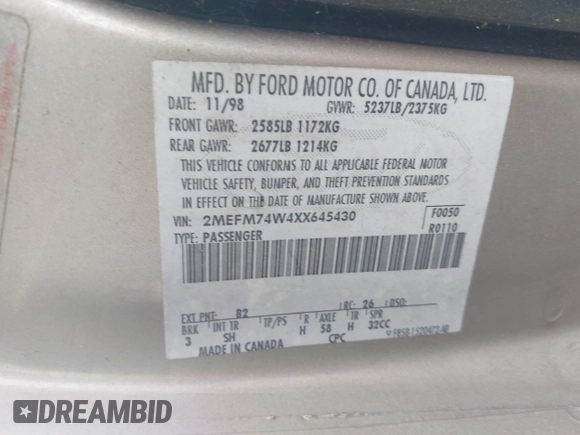 MFD. BY FORD MOTOR CO. OF CANADA, LTD.
DATE: 11/98 GVWR: 5237LB/2375KG
FRONT GAWR: 2585LB 1172KG
REAR GAWR: 2677LB 1214KG
THIS VEHICLE CONFORMS TO ALL APPLICABLE FEDERAL MOTOR
VEHICLE SAFETY, BUMPER, AND THEFT PREVENTION STANDARDS
IN EFFECT ON THE DATE OF MANUFACTURE SHOWN ABOVE.
VIN: 2MEFM74W4XX645430 F0050
TYPE: PASSENGER R0110
EXT PNT: B2 RC: 26 DSO:
BRK INT TR TP/PS R AXLE TR SPR
3 SH H 58 H 32CC
MADE IN CANADA CPC
DREAMBID